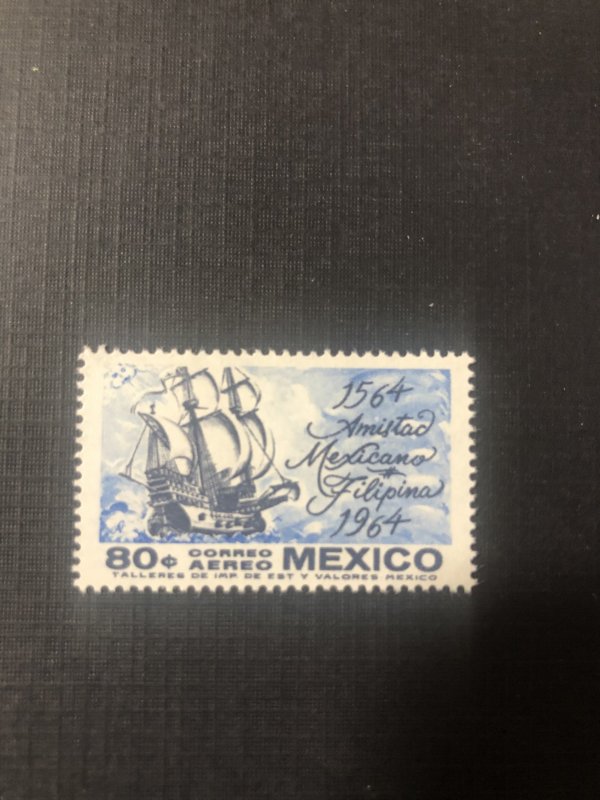 1564
Amistad
Mexicano
Filipina
1964
80¢ CORREO AEREO MEXICO
TALLERES DE IMP. DE EST. Y VALORES MEXICO